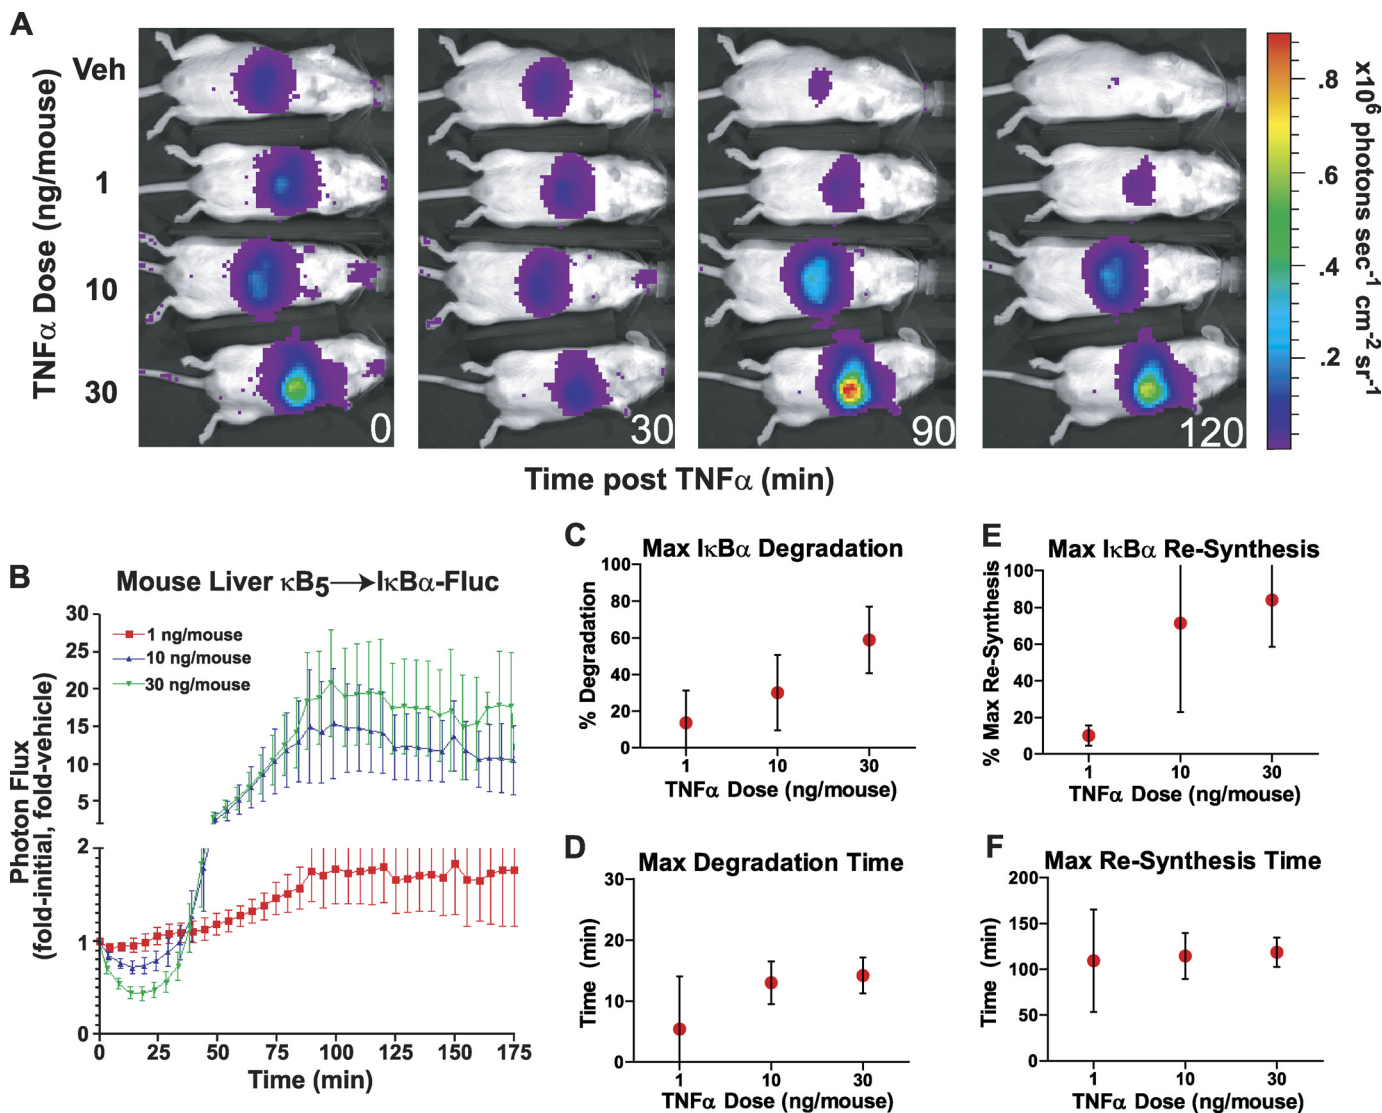 A
TNFα Dose (ng/mouse)
Veh
1
10
30
0
30
90
120
Time post TNFα (min)
.8
.6
.4
.2
x10⁶ photons sec⁻¹ cm⁻² sr⁻¹
B
Mouse Liver κB₅→IκBα-Fluc
Photon Flux
(fold-initial, fold-vehicle)
30
25
20
15
10
5
2
1
0
1 ng/mouse
10 ng/mouse
30 ng/mouse
0 25 50 75 100 125 150 175
Time (min)
C
Max IκBα Degradation
% Degradation
100
80
60
40
20
0
1 10 30
TNFα Dose (ng/mouse)
D
Max Degradation Time
Time (min)
30
20
10
0
1 10 30
TNFα Dose (ng/mouse)
E
Max IκBα Re-Synthesis
% Max Re-Synthesis
100
80
60
40
20
0
1 10 30
TNFα Dose (ng/mouse)
F
Max Re-Synthesis Time
Time (min)
200
150
100
50
0
1 10 30
TNFα Dose (ng/mouse)